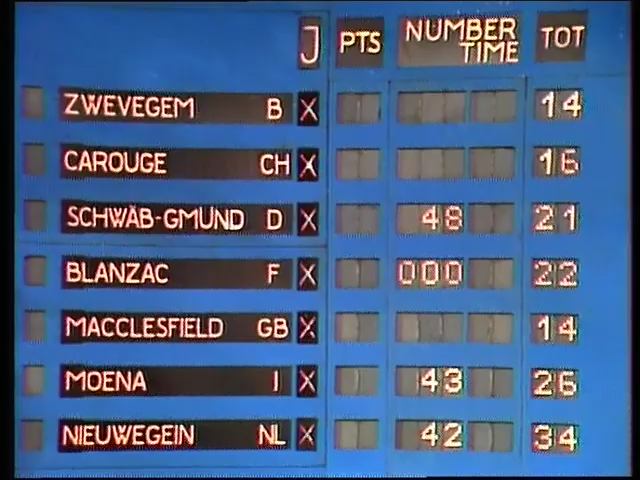 J PTS NUMBER TIME TOT
ZWEVEGEM B X 14
CAROUGE CH X 16
SCHWÄB-GMÜND D X 48 21
BLANZAC F X 000 22
MACCLESFIELD GB X 14
MOENA I X 43 26
NIEUWEGEIN NL X 42 34